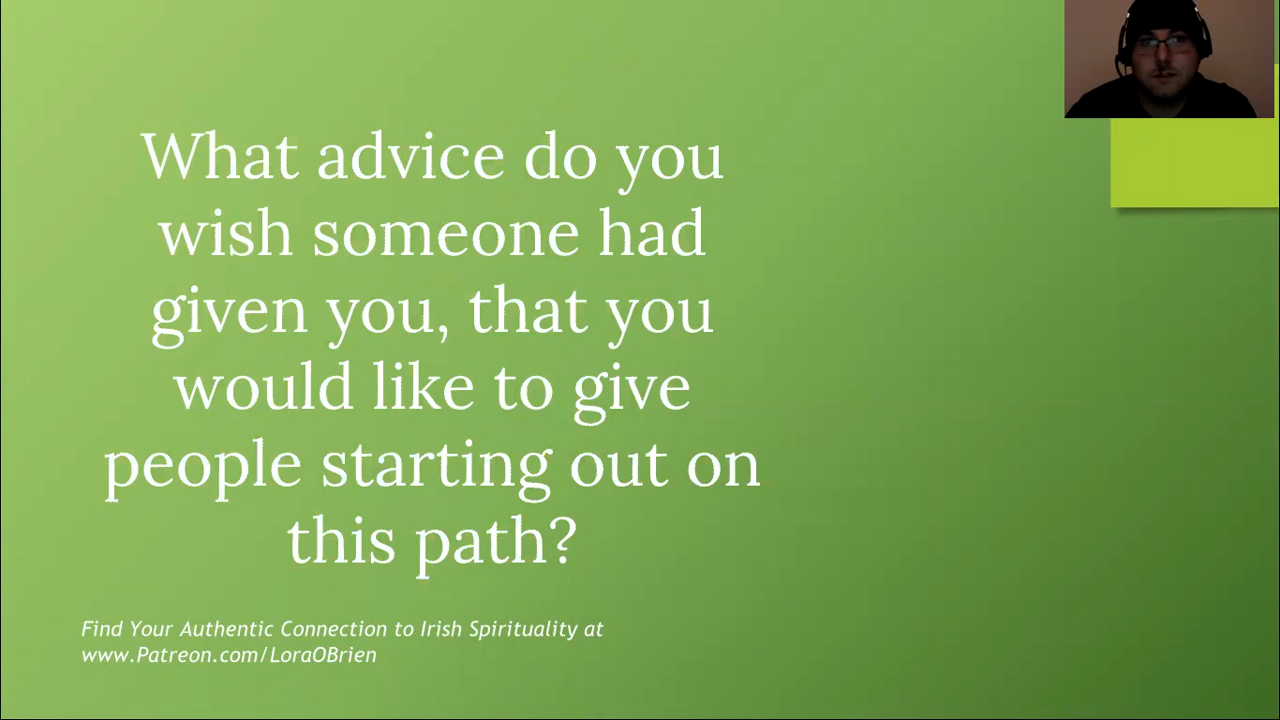 What advice do you
wish someone had
given you, that you
would like to give
people starting out on
this path?
Find Your Authentic Connection to Irish Spirituality at
www.Patreon.com/LoraOBrien